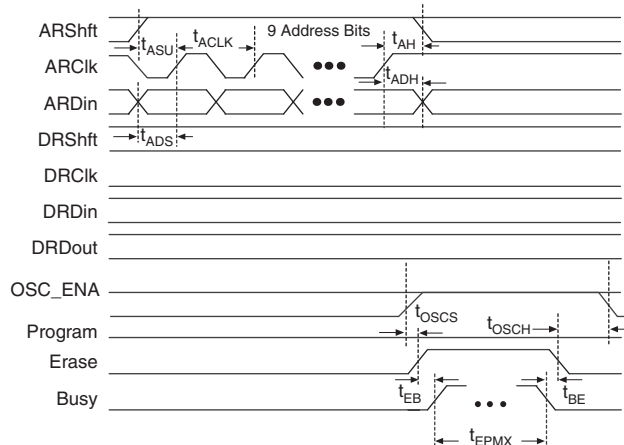 ARShft
tASU
tACLK
9 Address Bits
tAH
ARClk
tADH
ARDin
DRShft
tADS
DRClk
DRDin
DRDout
OSC_ENA
tOSCS
tOSCH
Program
Erase
tEB
tBE
Busy
tEPMX